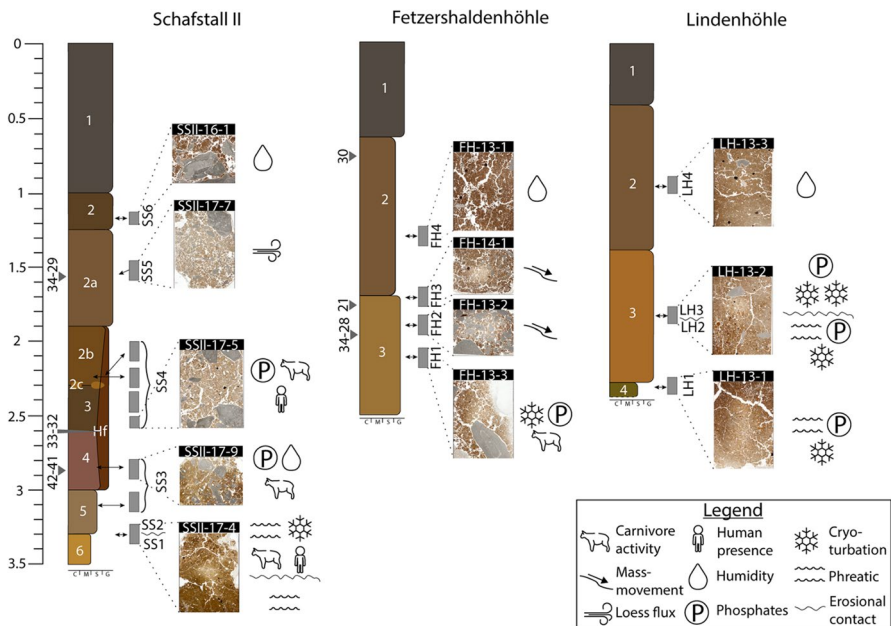 Schafstall II
Fetzershaldenhöhle
Lindenhöhle
0
0.5
1
1.5
2
2.5
3
3.5
34-29
33-32
42-41
1
2
2a
2b
2c
3
Hf
4
5
6
C M S G
SS6
SS5
SS4
SS3
SS2
SS1
SSII-16-1
SSII-17-7
SSII-17-5
P
SSII-17-9
P
SSII-17-4
30
21
34-28
1
2
3
C M S G
FH4
FH3
FH2
FH1
FH-13-1
FH-14-1
FH-13-2
FH-13-3
P
1
2
3
4
C M S G
LH4
LH3
LH2
LH1
LH-13-3
LH-13-2
P
P
LH-13-1
P
Legend
Carnivore
activity
Human
presence
Cryo-
turbation
Mass-
movement
Humidity
Phreatic
Loess flux
P Phosphates
Erosional
contact